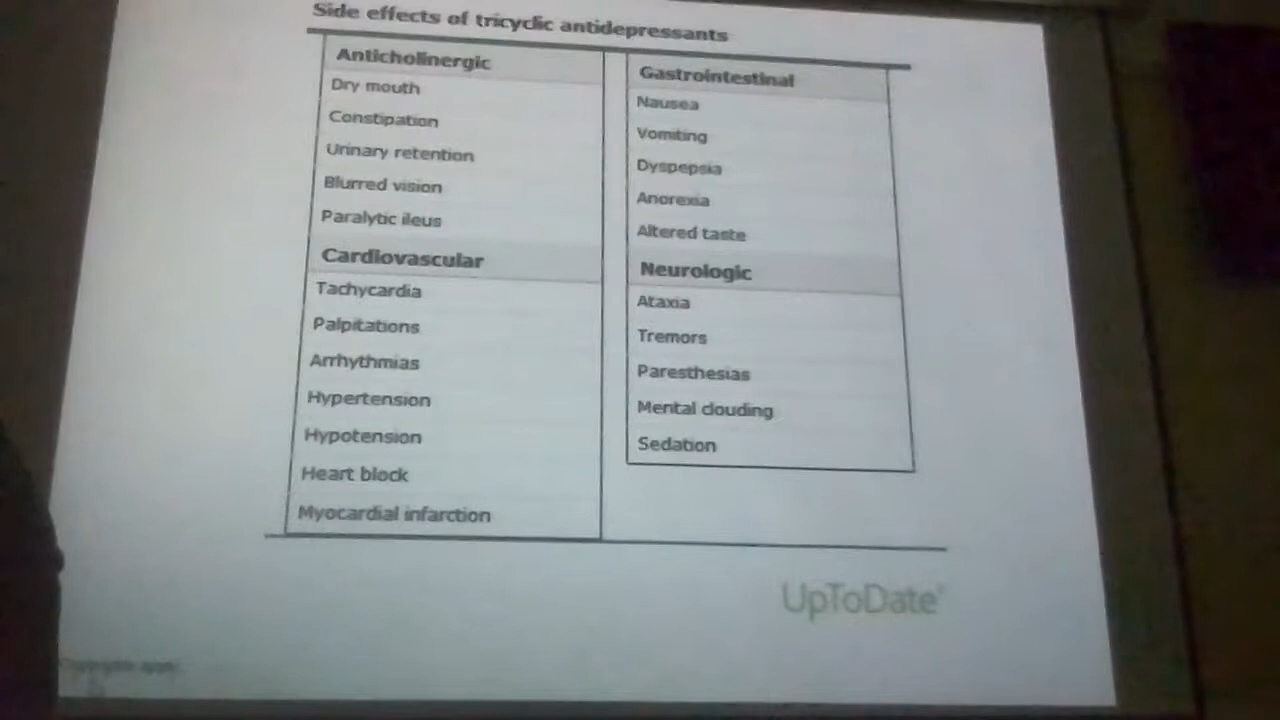 Side effects of tricyclic antidepressants
Anticholinergic
Dry mouth
Constipation
Urinary retention
Blurred vision
Paralytic ileus
Cardiovascular
Tachycardia
Palpitations
Arrhythmias
Hypertension
Hypotension
Heart block
Myocardial infarction
Gastrointestinal
Nausea
Vomiting
Dyspepsia
Anorexia
Altered taste
Neurologic
Ataxia
Tremors
Paresthesias
Mental clouding
Sedation
UpToDate®